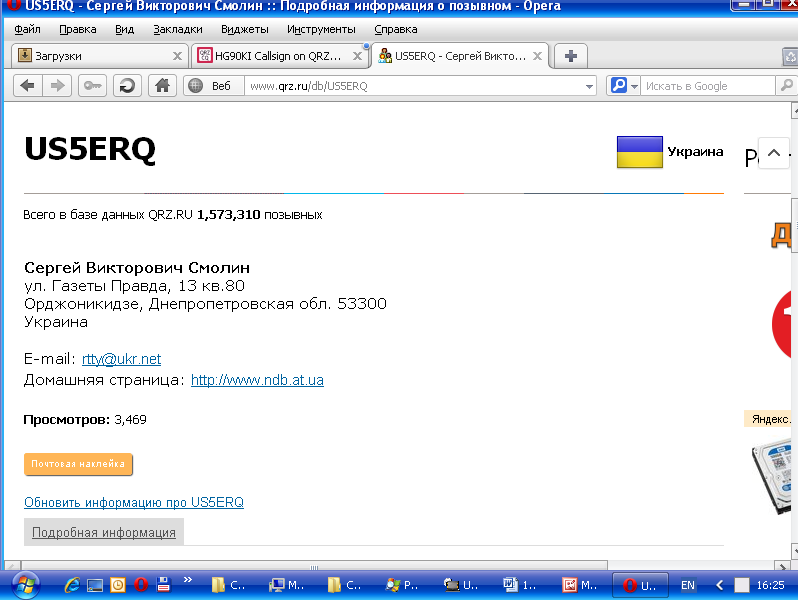 US5ERQ - Сергей Викторович Смолин :: Подробная информация о позывном - Opera
Файл Правка Вид Закладки Виджеты Инструменты Справка
Загрузки
HG90KI Callsign on QRZ...
US5ERQ - Сергей Викто...
Веб
www.qrz.ru/db/US5ERQ
Искать в Google
US5ERQ
Украина
Всего в базе данных QRZ.RU 1,573,310 позывных
Сергей Викторович Смолин
ул. Газеты Правда, 13 кв.80
Орджоникидзе, Днепропетровская обл. 53300
Украина
E-mail: rtty@ukr.net
Домашняя страница: http://www.ndb.at.ua
Просмотров: 3,469
Яндекс.
Почтовая наклейка
Обновить информацию про US5ERQ
Подробная информация
С.. M.. С.. Р.. U.. 1.. M.. U.. EN 16:25